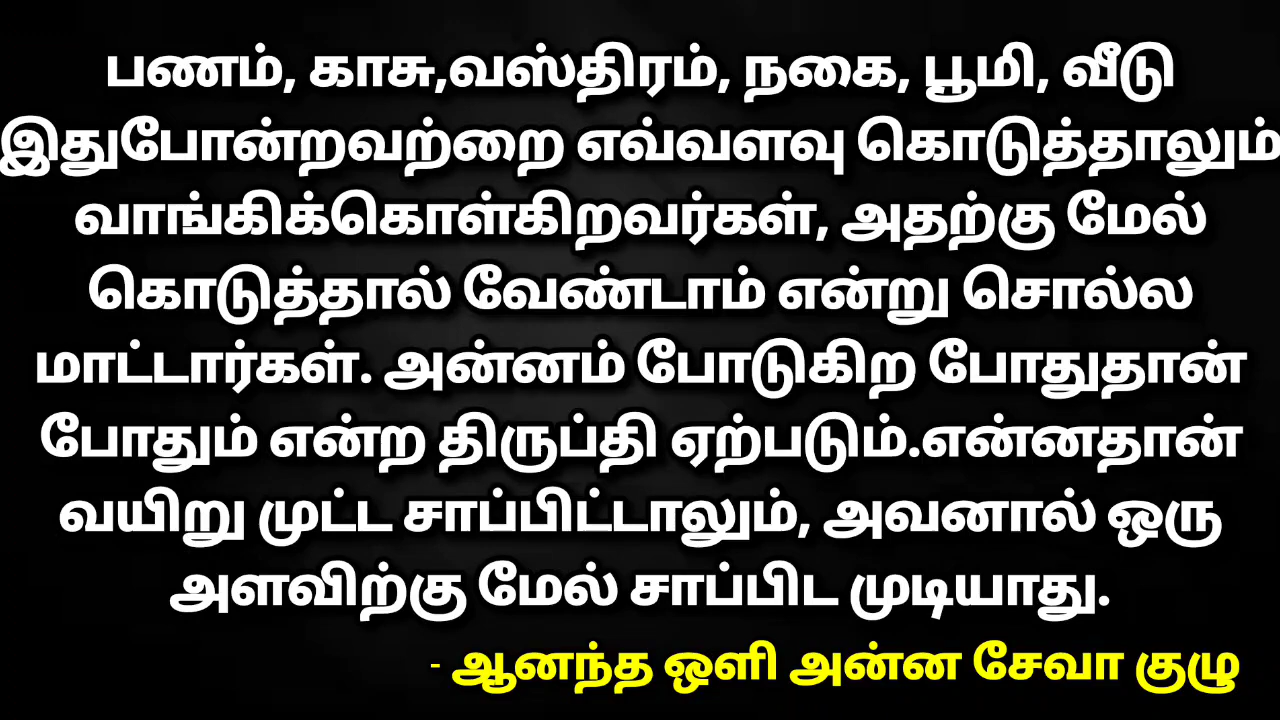 பணம், காசு,வஸ்திரம், நகை, பூமி, வீடு
இதுபோன்றவற்றை எவ்வளவு கொடுத்தாலும்
வாங்கிக்கொள்கிறவர்கள், அதற்கு மேல்
கொடுத்தால் வேண்டாம் என்று சொல்ல
மாட்டார்கள். அன்னம் போடுகிற போதுதான்
போதும் என்ற திருப்தி ஏற்படும்.என்னதான்
வயிறு முட்ட சாப்பிட்டாலும், அவனால் ஒரு
அளவிற்கு மேல் சாப்பிட முடியாது.
- ஆனந்த ஒளி அன்ன சேவா குழு